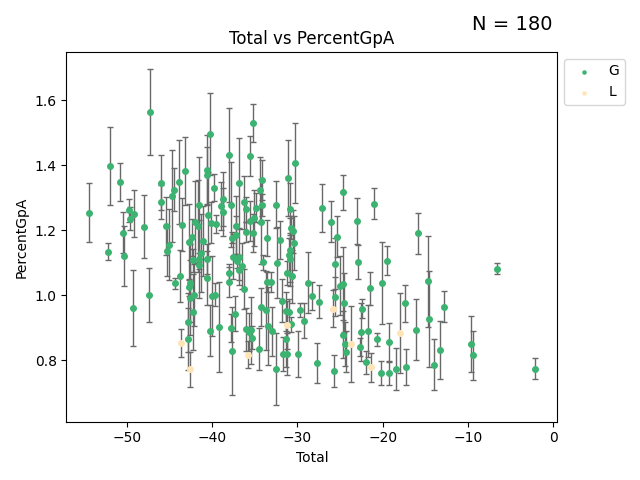 N = 180
Total vs PercentGpA
G
L
PercentGpA
1.6
1.4
1.2
1.0
0.8
−50
−40
−30
−20
−10
0
Total